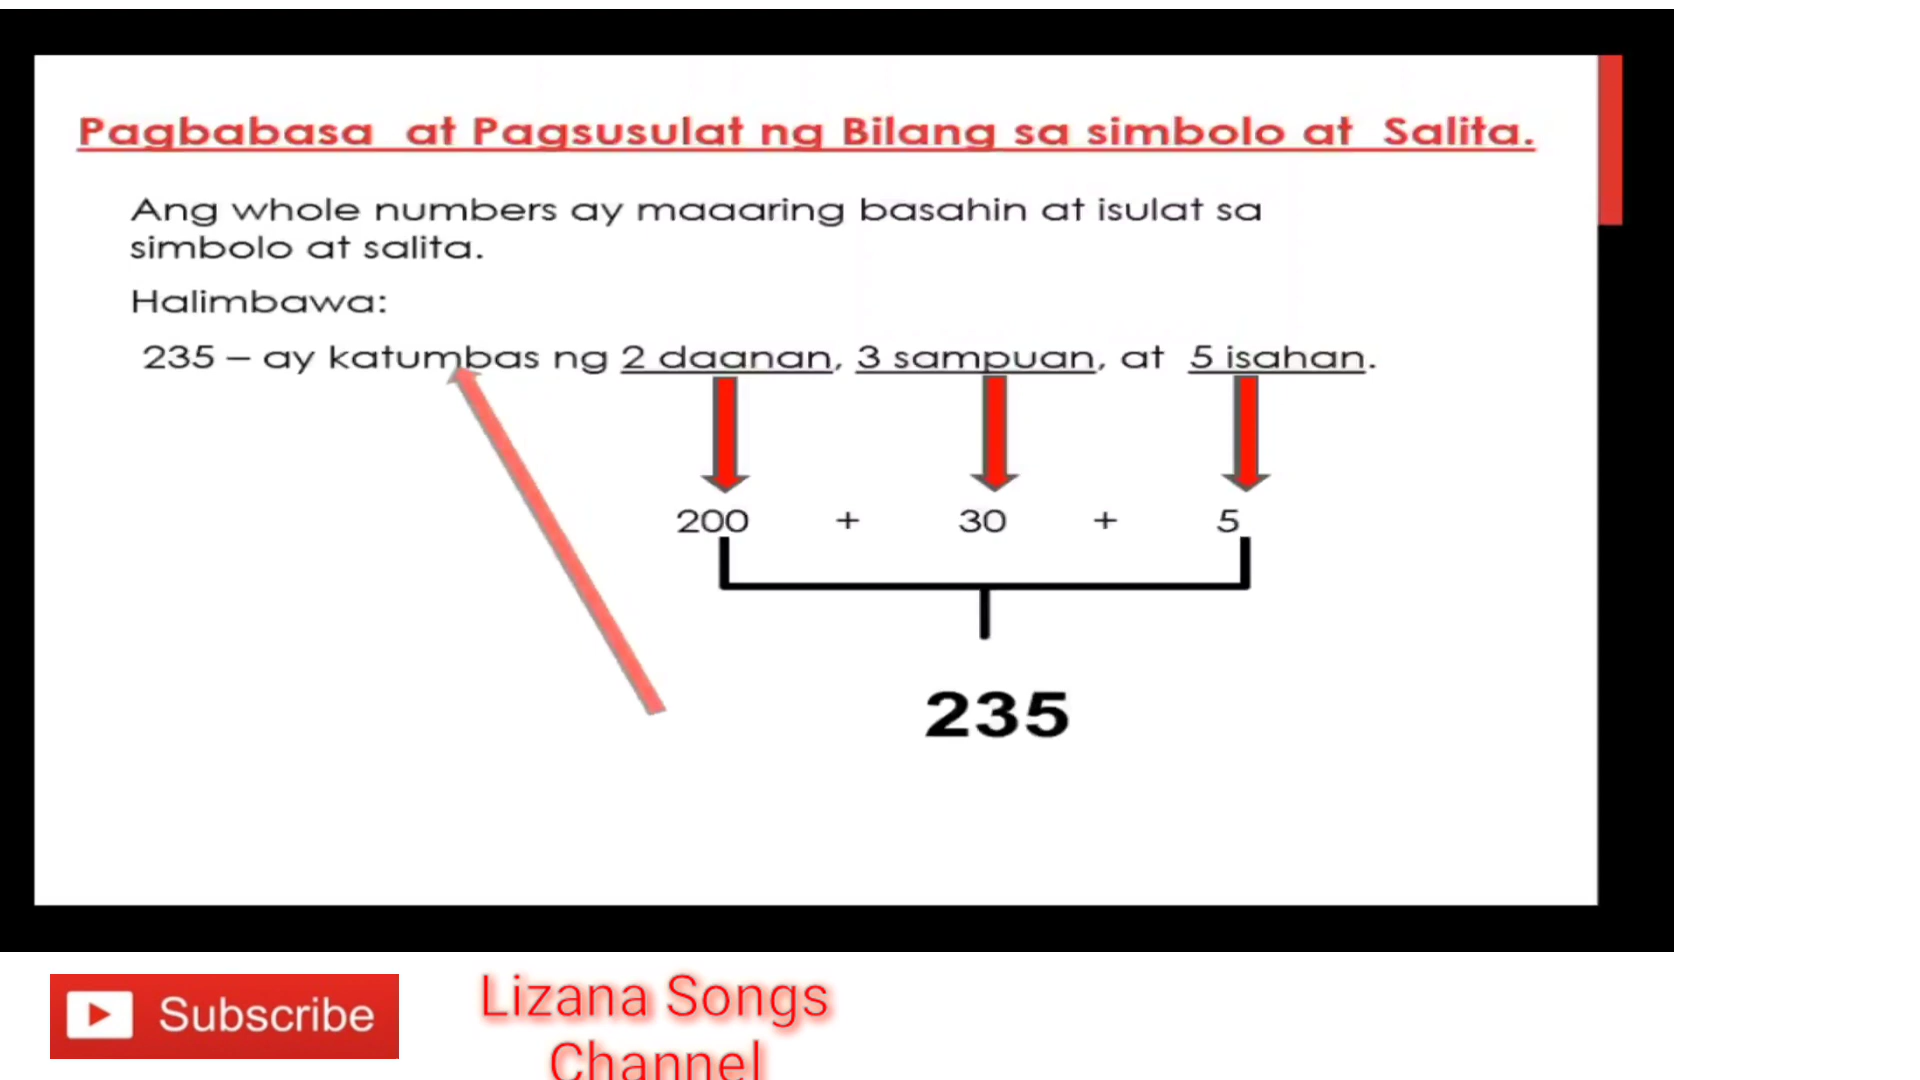 Pagbabasa at Pagsusulat ng Bilang sa simbolo at Salita.
Ang whole numbers ay maaaring basahin at isulat sa
simbolo at salita.
Halimbawa:
235 – ay katumbas ng 2 daanan, 3 sampuan, at 5 isahan.
200 + 30 + 5
235
Subscribe
Lizana Songs
Channel